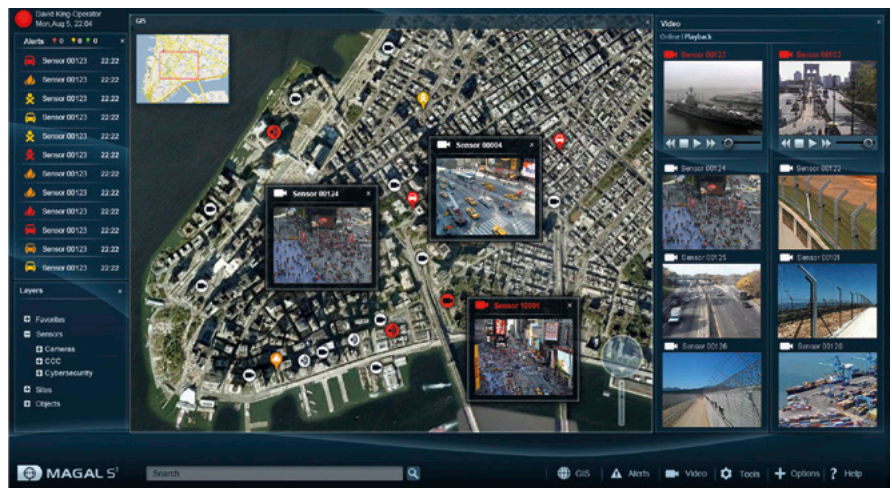 David King-Operator
Mon,Aug 5, 22:04
Alerts 0 0 0 ×
Sensor 00123 22:22
Sensor 00123 22:22
Sensor 00123 22:22
Sensor 00123 22:22
Sensor 00123 22:22
Sensor 00123 22:22
Sensor 00123 22:22
Sensor 00123 22:22
Sensor 00123 22:22
Sensor 00123 22:22
Sensor 00123 22:22
Sensor 00123 22:22
Layers ×
Favorites
Sensors
Cameras
CCC
Cybersecurity
Sites
Objects
GIS ×
Sensor 00004 ×
Sensor 00124 ×
Sensor 10001 ×
Video ×
Online | Playback
Sensor 00123
Sensor 00103
Sensor 00124
Sensor 00122
Sensor 00125
Sensor 00101
Sensor 00126
Sensor 00120
MAGAL S3
Search
GIS
Alerts
Video
Tools
Options
Help